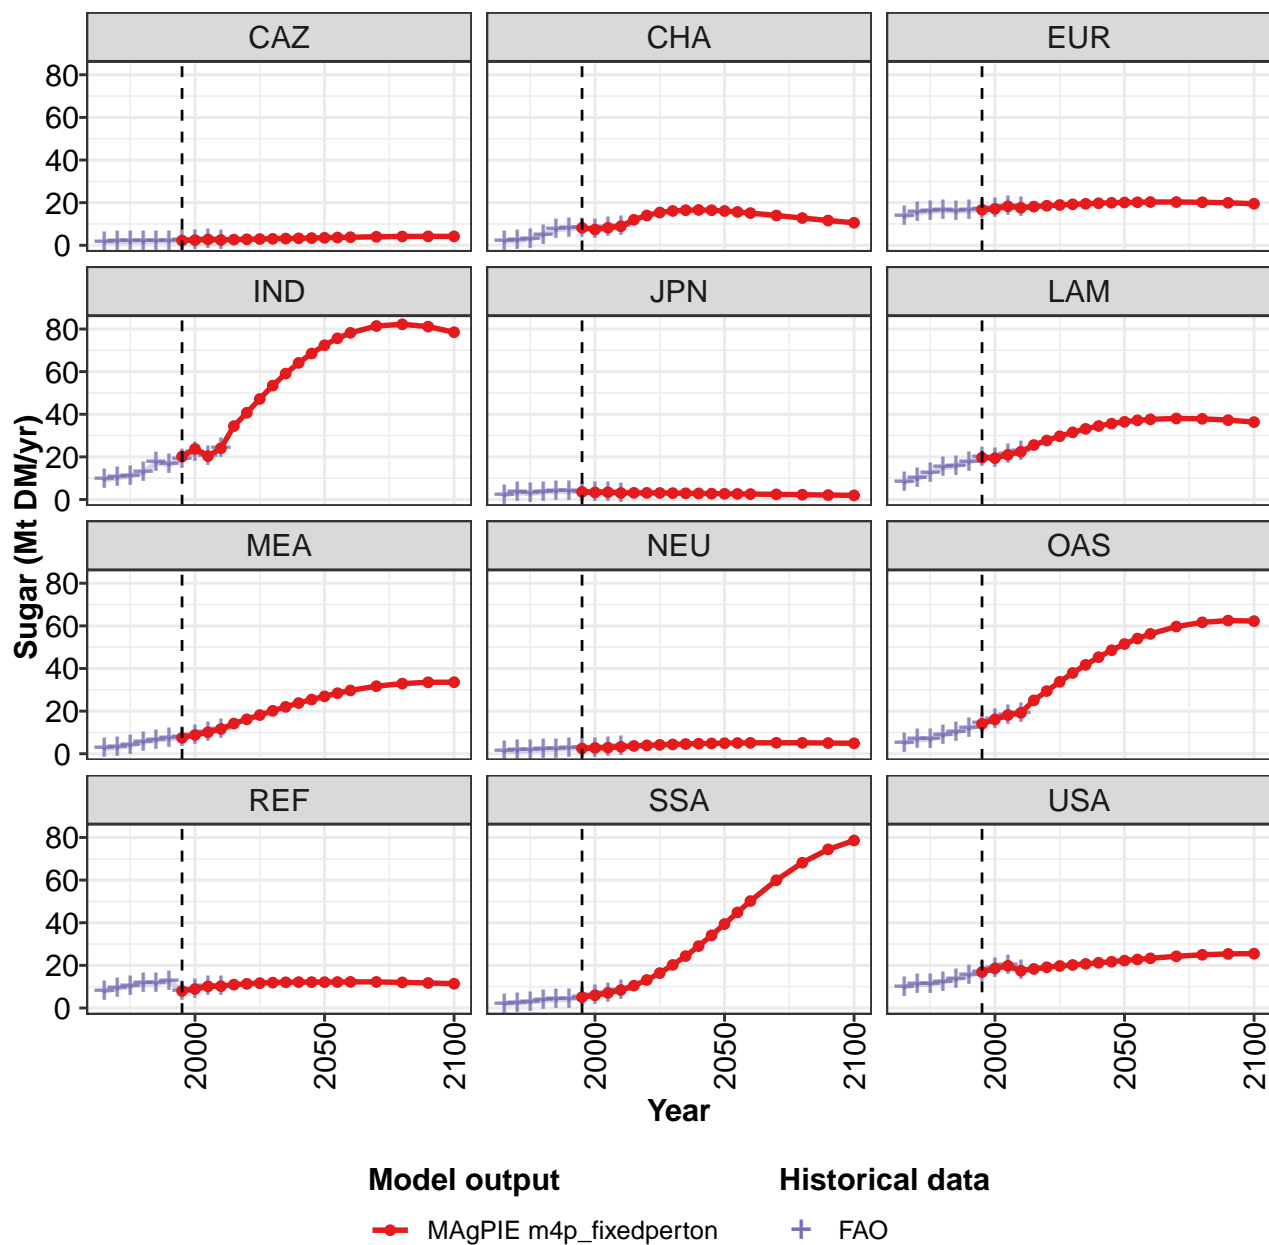 CAZ CHA EUR
80
60
40
20
0
IND JPN LAM
80
60
40
20
0
MEA NEU OAS
80
60
40
20
0
REF SSA USA
80
60
40
20
0
2000 2050 2100 2000 2050 2100 2000 2050 2100
Sugar (Mt DM/yr)
Year
Model output Historical data
MAgPIE m4p_fixedperton FAO